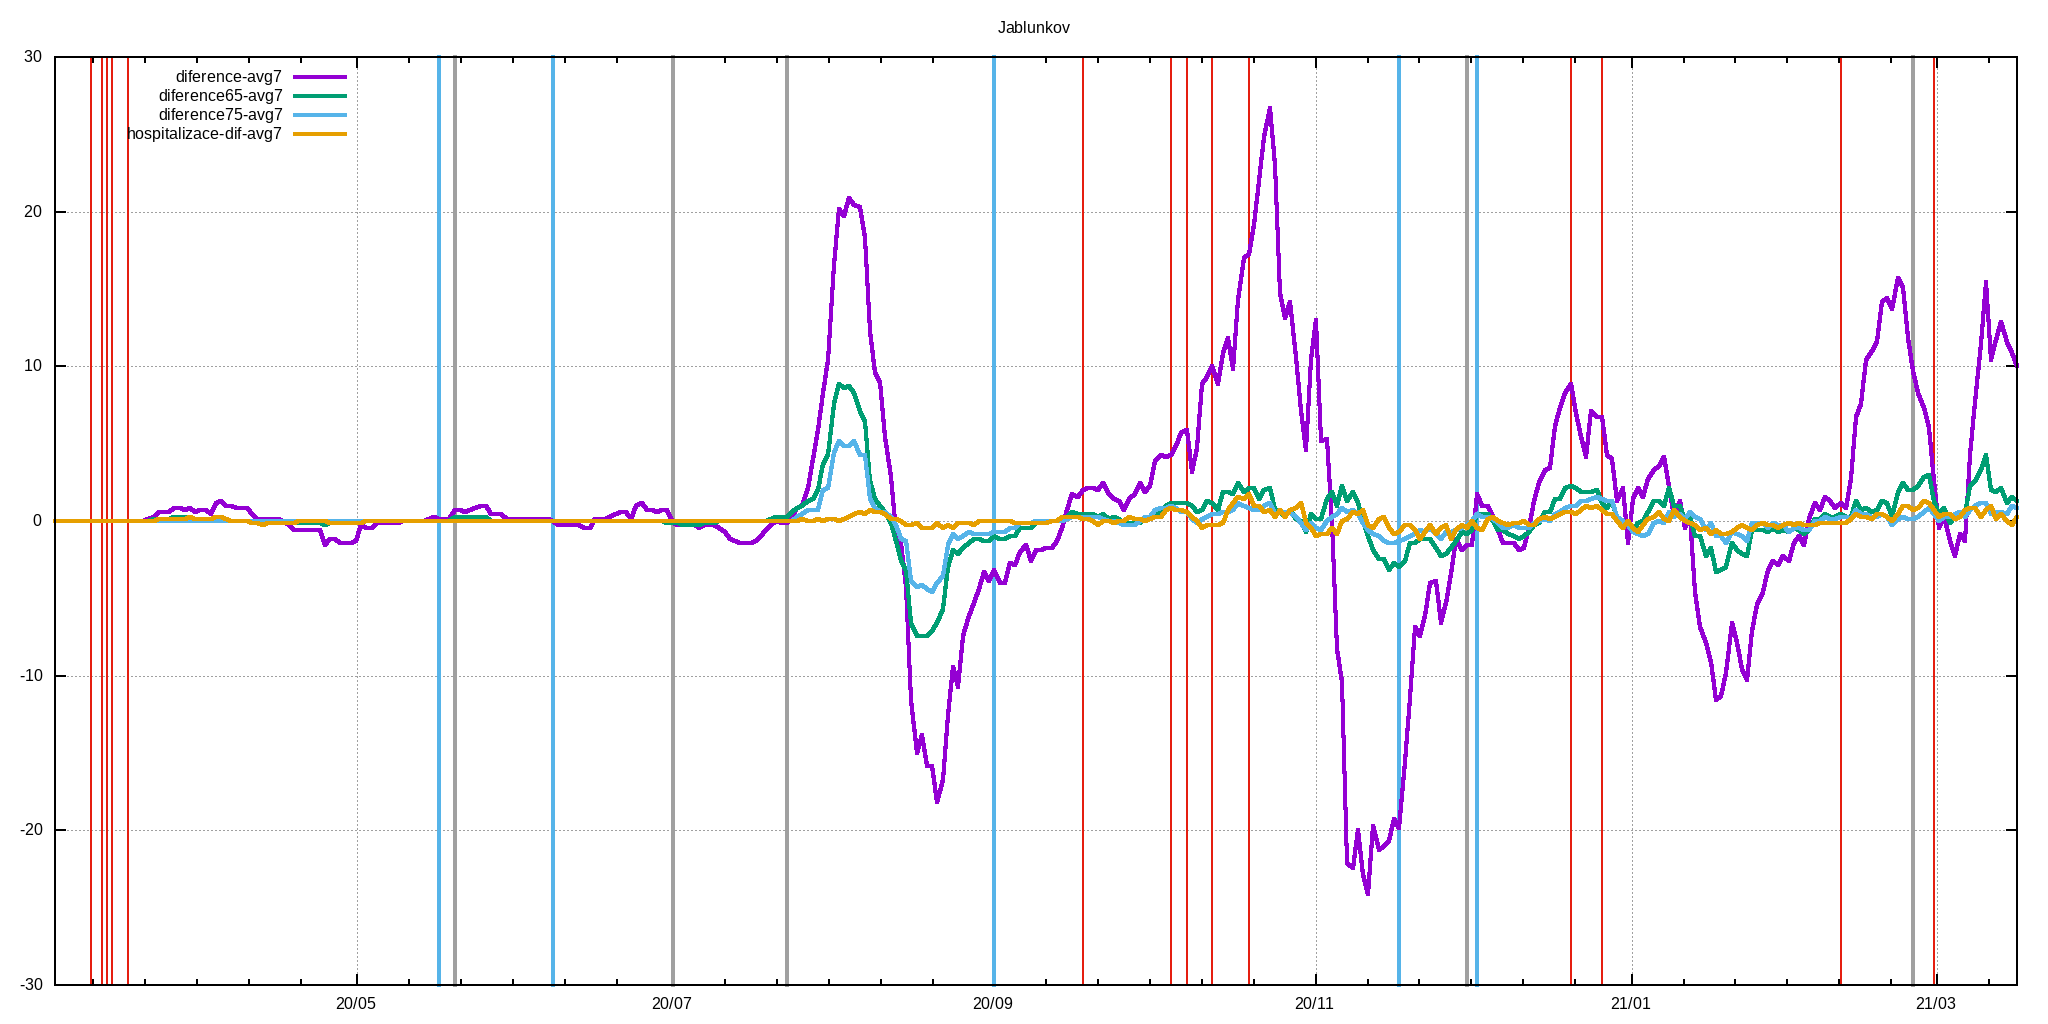 Jablunkov
30
diference-avg7
diference65-avg7
diference75-avg7
hospitalizace-dif-avg7
20
10
0
-10
-20
-30
20/05 20/07 20/09 20/11 21/01 21/03